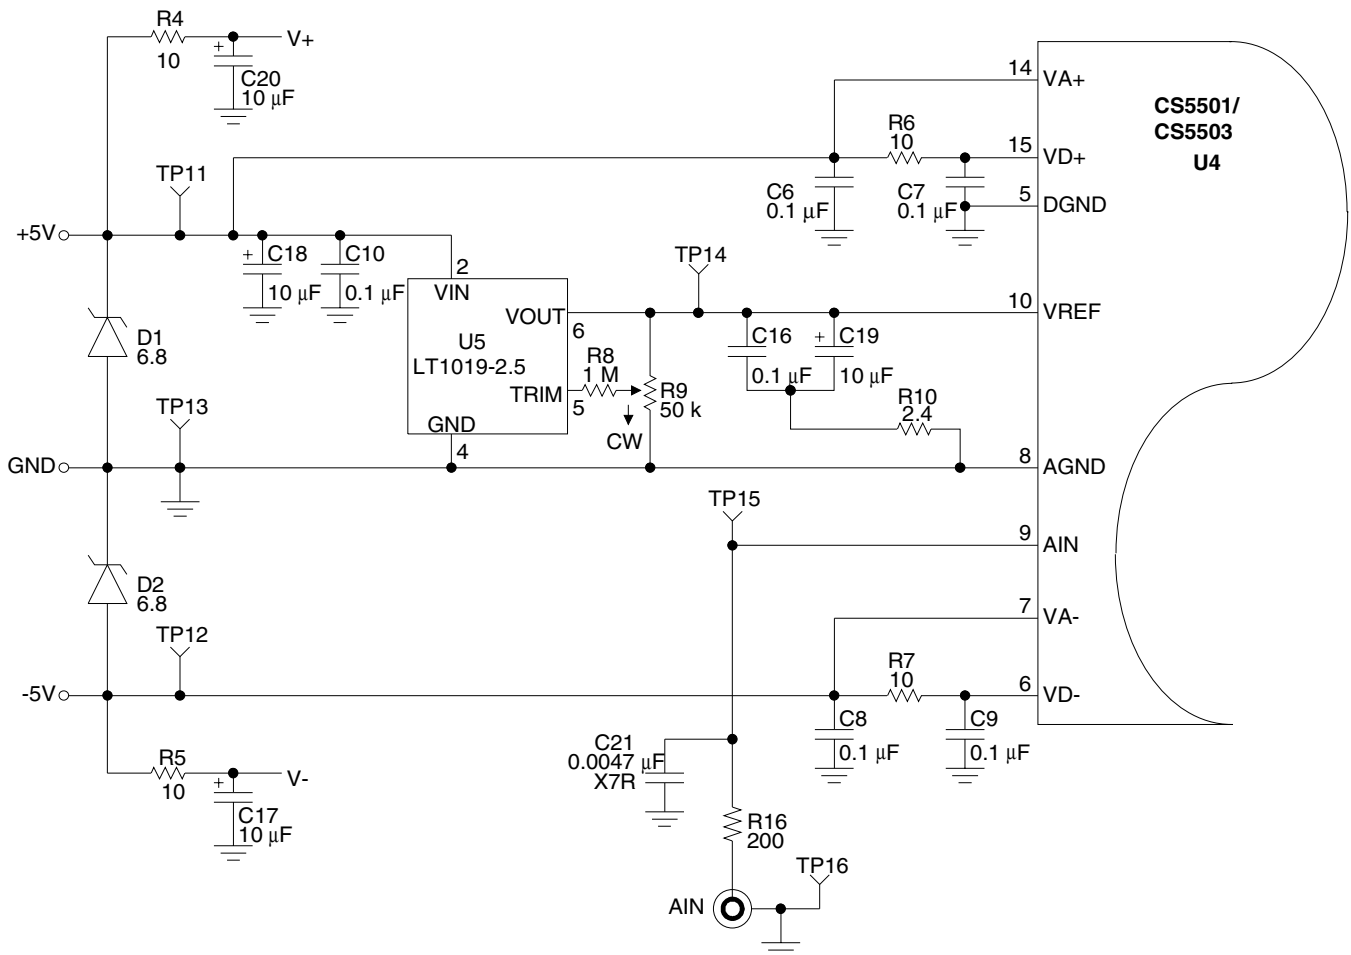 R4
10
V+
+
C20
10 µF
14
VA+
CS5501/
CS5503
U4
R6
10
15
VD+
TP11
C6
0.1 µF
C7
0.1 µF
5
DGND
+5V
+
C18
10 µF
C10
0.1 µF
2
VIN
TP14
10
VREF
VOUT
6
U5
LT1019-2.5
D1
6.8
C16
0.1 µF
+
C19
10 µF
R8
1 M
TRIM
5
R9
50 k
R10
2.4
TP13
GND
4
CW
GND
8
AGND
TP15
9
AIN
D2
6.8
7
VA-
TP12
R7
10
-5V
6
VD-
C8
0.1 µF
C9
0.1 µF
C21
0.0047 µF
X7R
R5
10
V-
+
C17
10 µF
R16
200
TP16
AIN